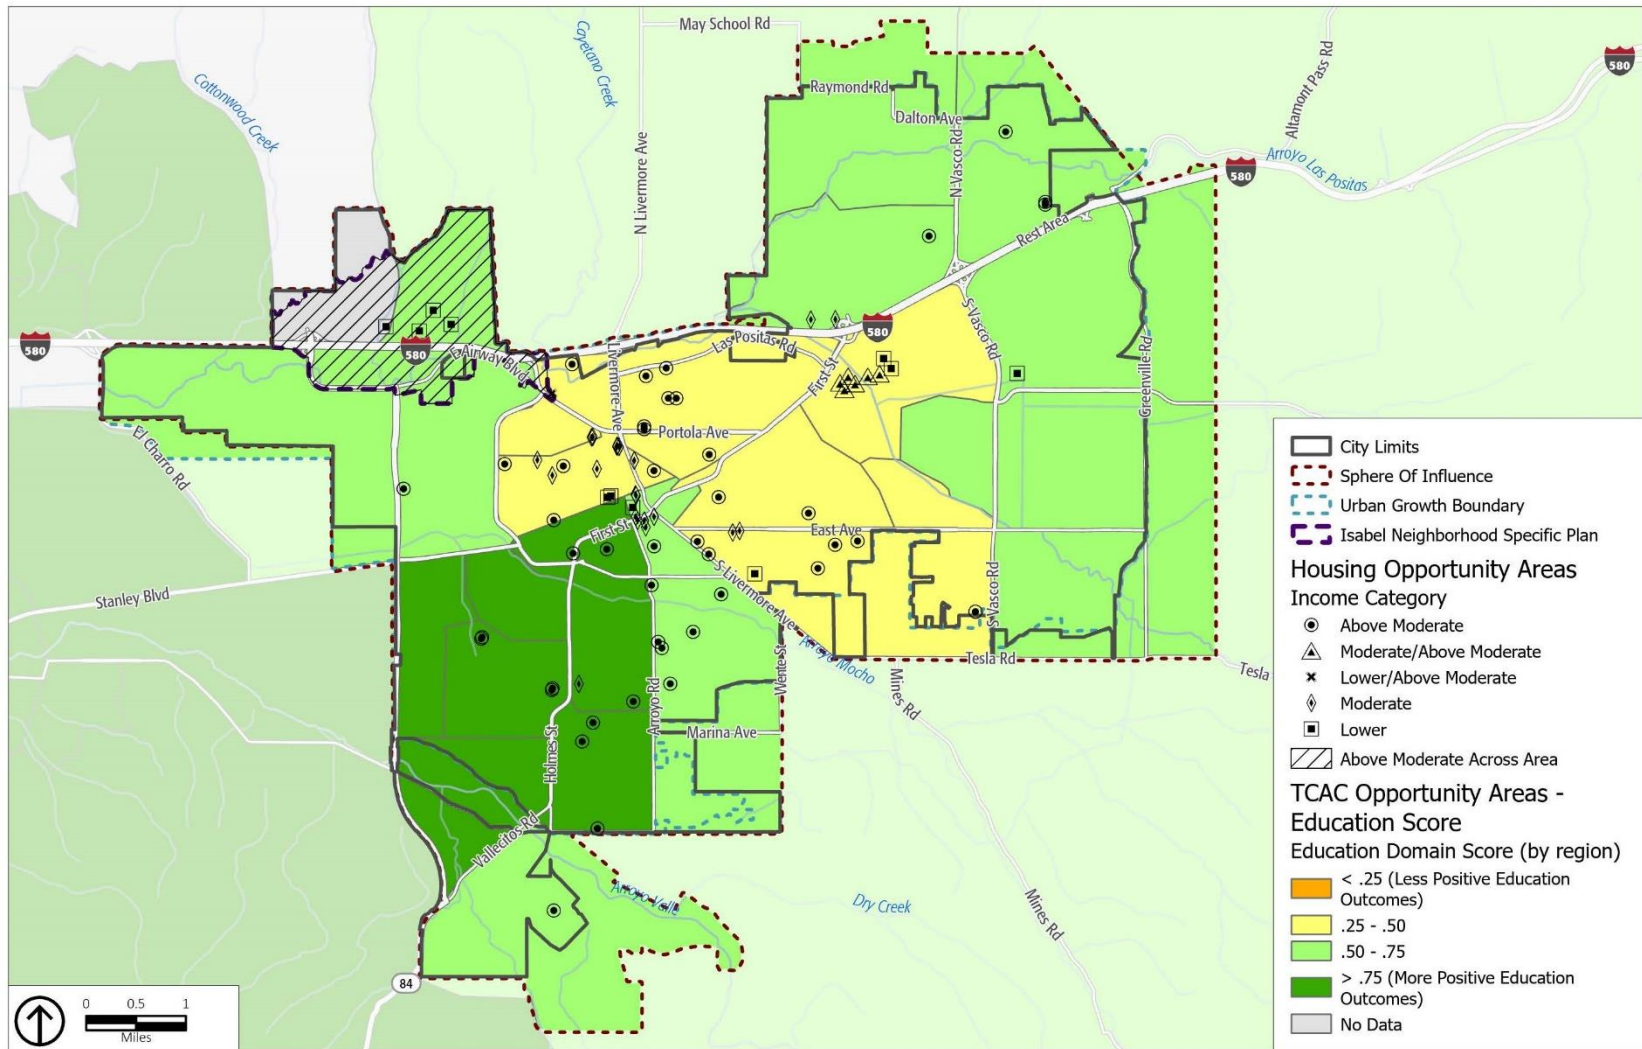 May School Rd
Cayetano Creek
Cottonwood Creek
N Livermore Ave
Raymond Rd
Dalton Ave
N Vasco Rd
Altamont Pass Rd
580
Arroyo Las Positas
580
Rest Area
580
580
580
Airway Blvd
Livermore Ave
Las Positas Rd
First St
S Vasco Rd
Greenville Rd
Portola Ave
El Charro Rd
First St
East Ave
Stanley Blvd
S Livermore Ave
S Vasco Rd
Arroyo Mocho
Tesla Rd
Tesla
Wente St
Mines Rd
Arroyo Rd
Marina Ave
Holmes St
Vallecitos Rd
Arroyo Valle
Dry Creek
Mines Rd
84
0 0.5 1
Miles
City Limits
Sphere Of Influence
Urban Growth Boundary
Isabel Neighborhood Specific Plan
Housing Opportunity Areas
Income Category
Above Moderate
Moderate/Above Moderate
Lower/Above Moderate
Moderate
Lower
Above Moderate Across Area
TCAC Opportunity Areas -
Education Score
Education Domain Score (by region)
< .25 (Less Positive Education
Outcomes)
.25 - .50
.50 - .75
> .75 (More Positive Education
Outcomes)
No Data